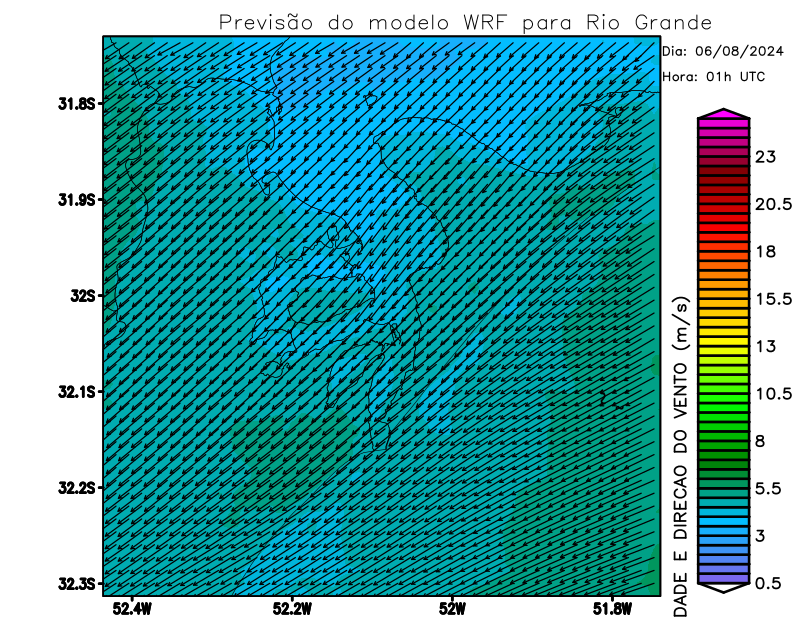 Previsão do modelo WRF para Rio Grande
Dia: 06/08/2024
Hora: 01h UTC
31.8S
31.9S
32S
32.1S
32.2S
32.3S
52.4W
52.2W
52W
51.8W
DADE E DIRECAO DO VENTO (m/s)
23
20.5
18
15.5
13
10.5
8
5.5
3
0.5